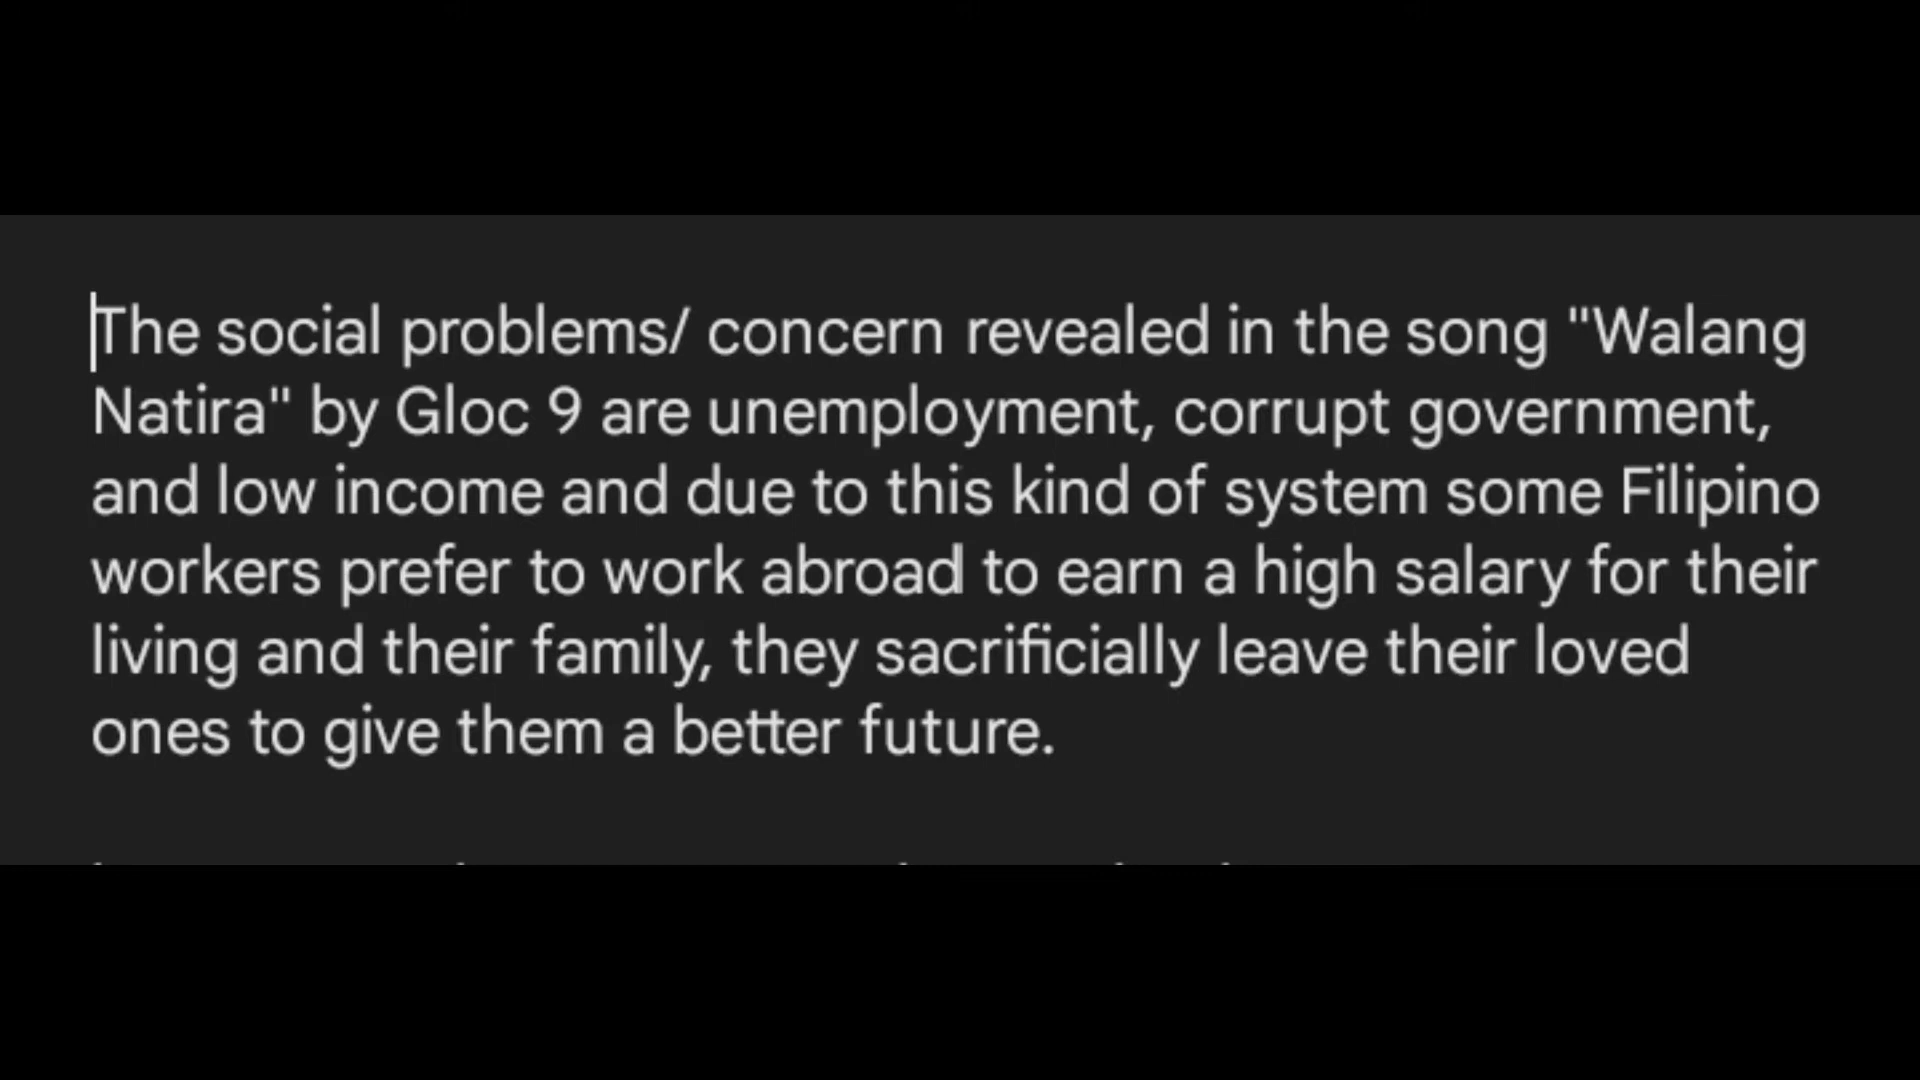 The social problems/ concern revealed in the song "Walang
Natira" by Gloc 9 are unemployment, corrupt government,
and low income and due to this kind of system some Filipino
workers prefer to work abroad to earn a high salary for their
living and their family, they sacrificially leave their loved
ones to give them a better future.